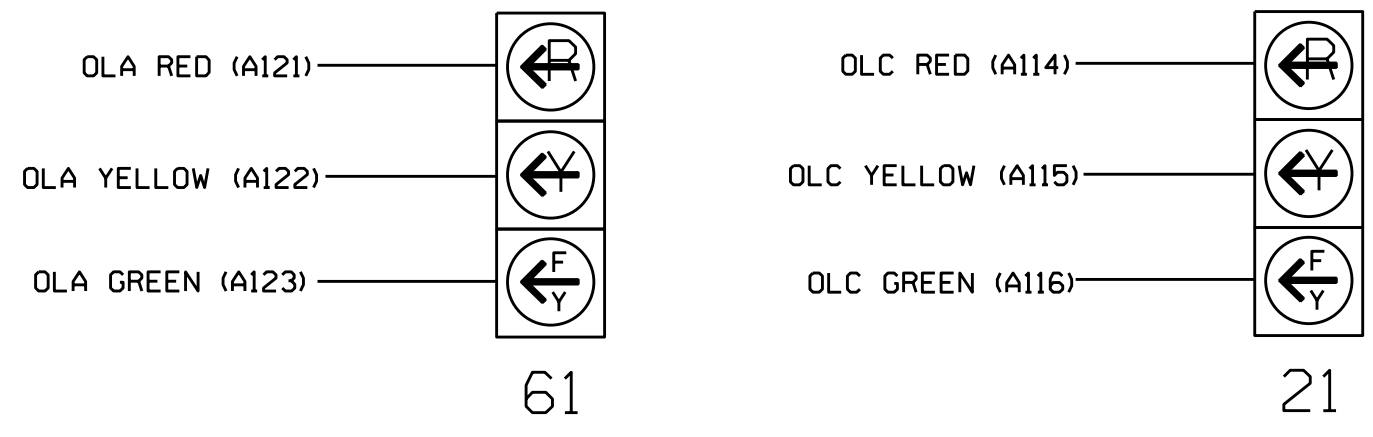 OLA RED (A121)
R
OLA YELLOW (A122)
Y
OLA GREEN (A123)
F
Y
61
OLC RED (A114)
R
OLC YELLOW (A115)
Y
OLC GREEN (A116)
F
Y
21